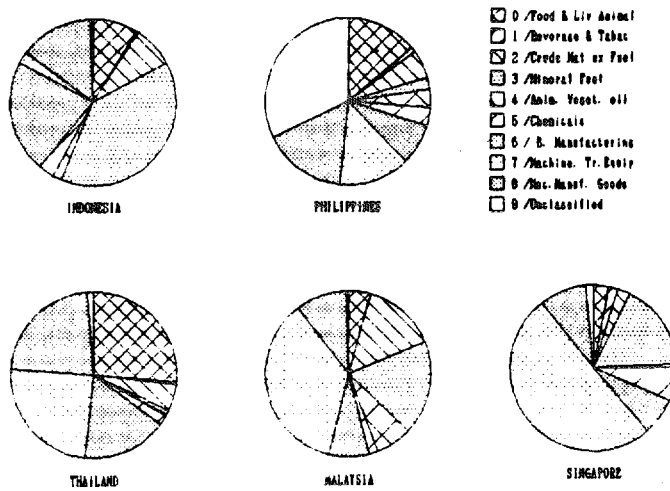 0 /Food & Liv Animal
1 /Beverage & Tabac
2 /Crude Mat ex Fuel
3 /Mineral Fuel
4 /Anim. Veget. oil
5 /Chemicals
6 / B. Manufacturing
7 /Machine. Tr. Equip
8 /Manuf. Goods
9 /Unclassified
INDONESIA
PHILIPPINES
THAILAND
MALAYSIA
SINGAPORE